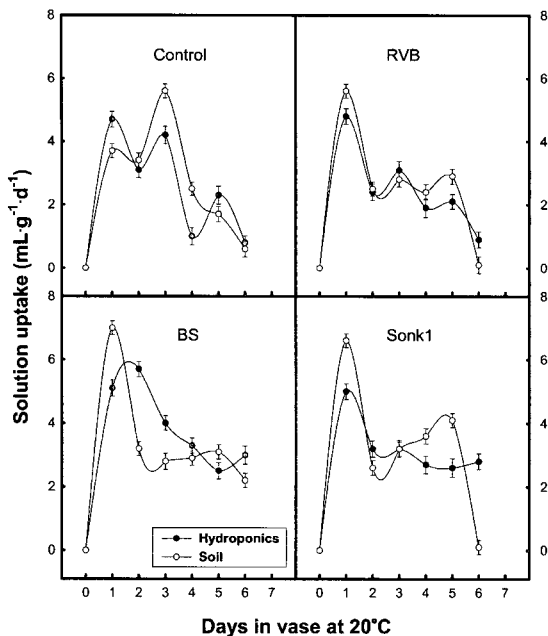 Solution uptake (mL·g⁻¹·d⁻¹)
8
6
4
2
0
Control
RVB
8
6
4
2
0
8
6
4
2
0
BS
Hydroponics
Soil
Sonk1
8
6
4
2
0
0 1 2 3 4 5 6 7
0 1 2 3 4 5 6 7
Days in vase at 20°C